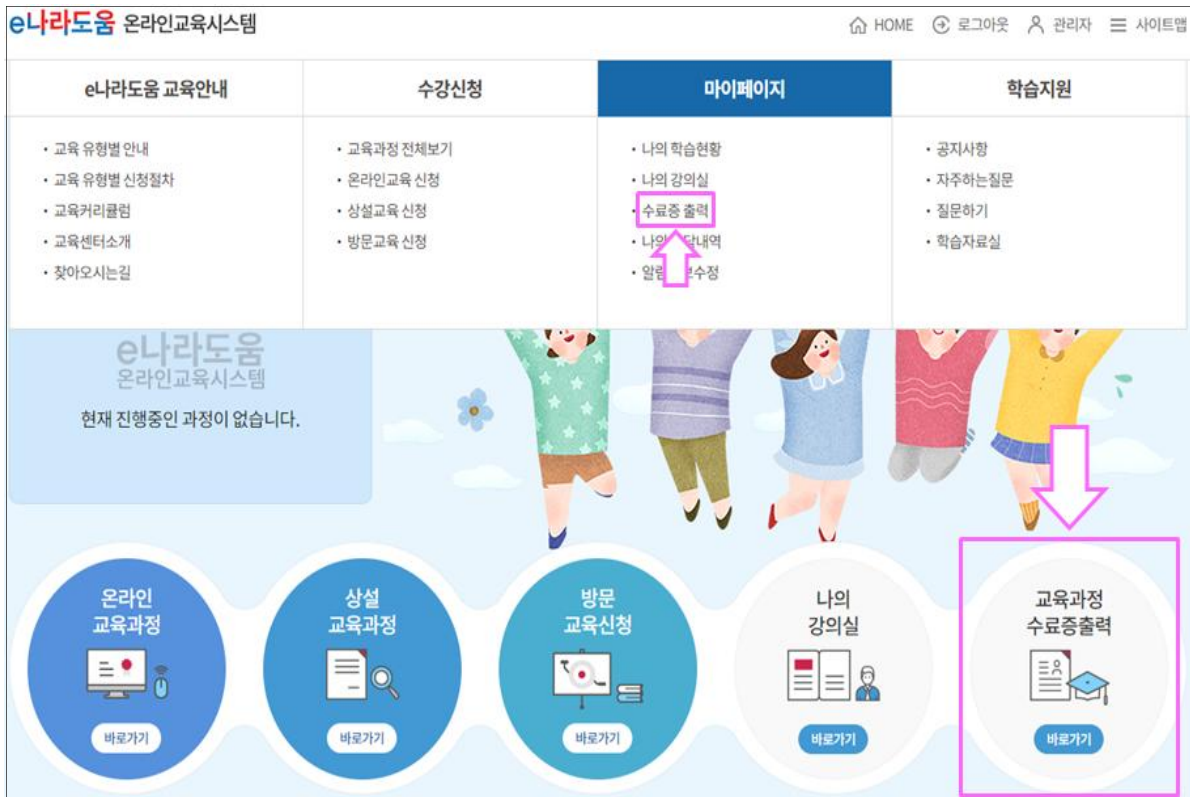 e나라도움 온라인교육시스템
HOME 로그아웃 관리자 사이트맵
e나라도움 교육안내
수강신청
마이페이지
학습지원
• 교육 유형별 안내
• 교육 유형별 신청절차
• 교육커리큘럼
• 교육센터소개
• 찾아오시는길
• 교육과정 전체보기
• 온라인교육 신청
• 상설교육 신청
• 방문교육 신청
• 나의 학습현황
• 나의 강의실
• 수료증 출력
• 나의
• 공지사항
• 자주하는질문
• 질문하기
• 학습자료실
e나라도움
온라인교육시스템
현재 진행중인 과정이 없습니다.
온라인
교육과정
바로가기
상설
교육과정
바로가기
방문
교육신청
바로가기
나의
강의실
바로가기
교육과정
수료증출력
바로가기